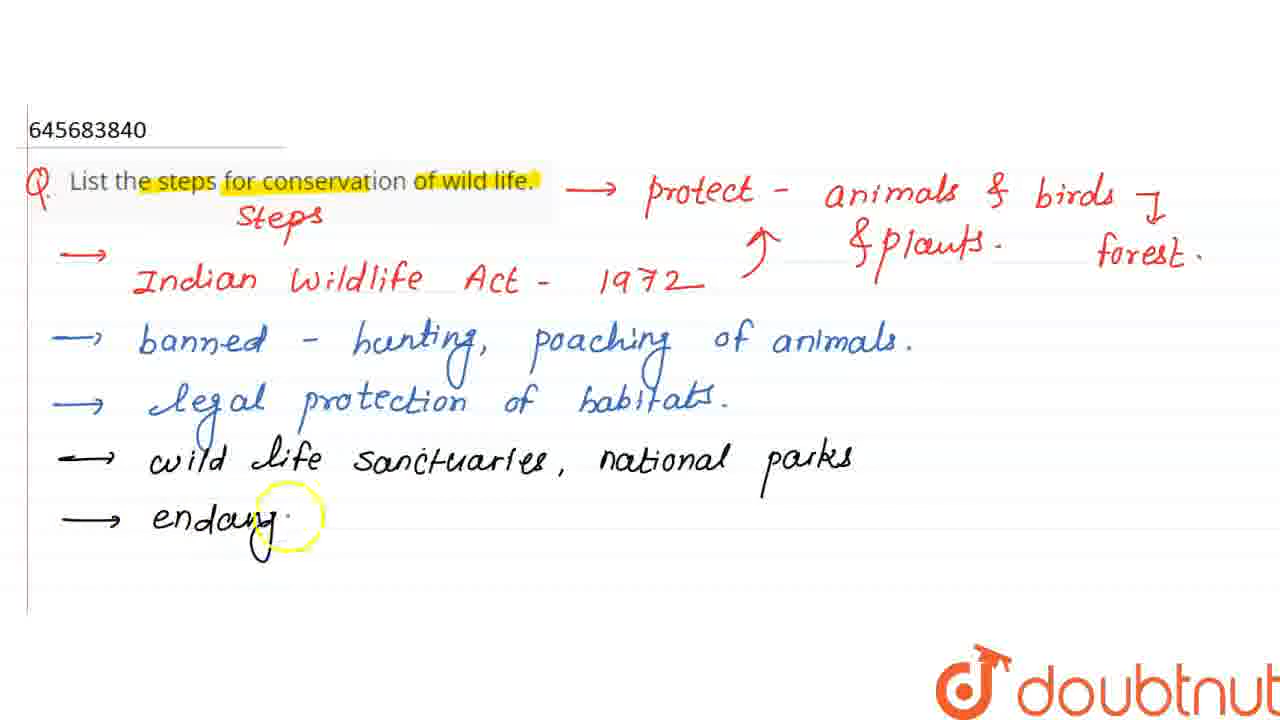 645683840
Q. List the steps for conservation of wild life. → protect - animals & birds
& plants. forest.
Steps
→ Indian Wildlife Act - 1972
→ banned - hunting, poaching of animals.
→ legal protection of habitats.
→ wild life sanctuaries, national parks
→ endang
doubtnut